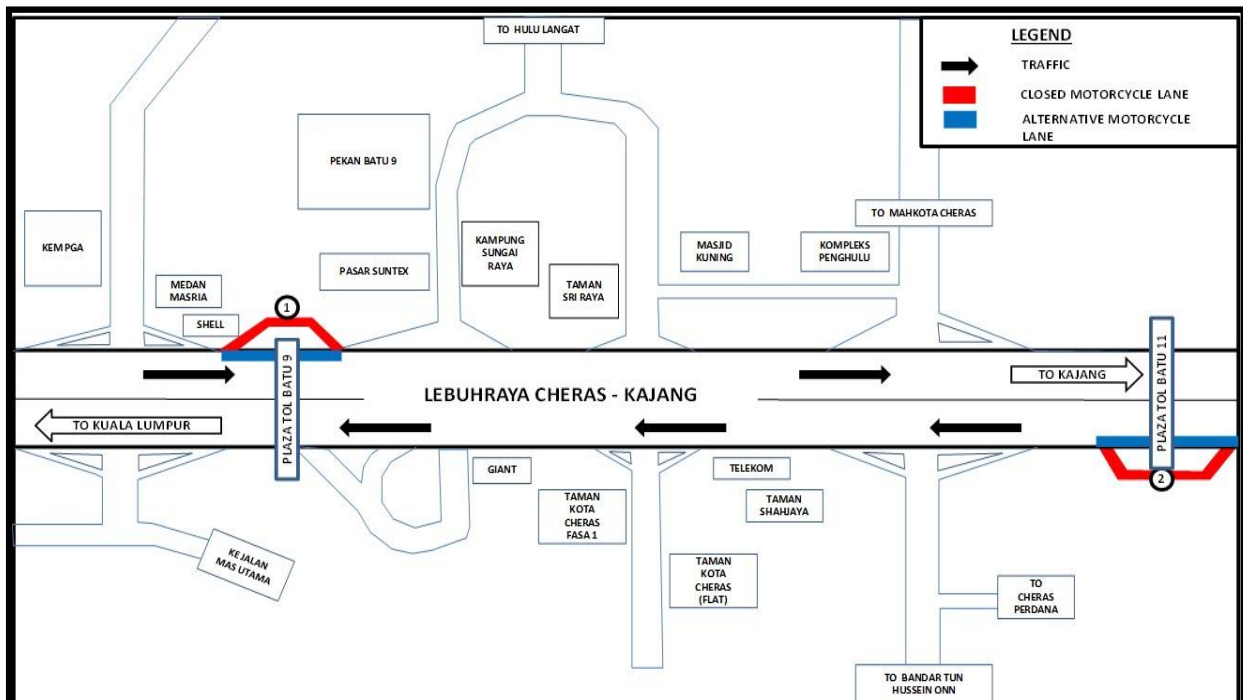 TO HULU LANGAT
LEGEND
TRAFFIC
CLOSED MOTORCYCLE LANE
ALTERNATIVE MOTORCYCLE
LANE
PEKAN BATU 9
TO MAHKOTA CHERAS
KEM PGA
KAMPUNG
SUNGAI
RAYA
MASJID
KUNING
KOMPLEKS
PENGHULU
PASAR SUNTEX
MEDAN
MASRIA
TAMAN
SRI RAYA
SHELL
1
PLAZA TOL BATU 9
PLAZA TOL BATU 11
TO KAJANG
LEBUHRAYA CHERAS - KAJANG
TO KUALA LUMPUR
GIANT
TELEKOM
2
TAMAN
KOTA
CHERAS
FASA 1
TAMAN
SHAHJAYA
KE JALAN
MAS UTAMA
TAMAN
KOTA
CHERAS
(FLAT)
TO
CHERAS
PERDANA
TO BANDAR TUN
HUSSEIN ONN